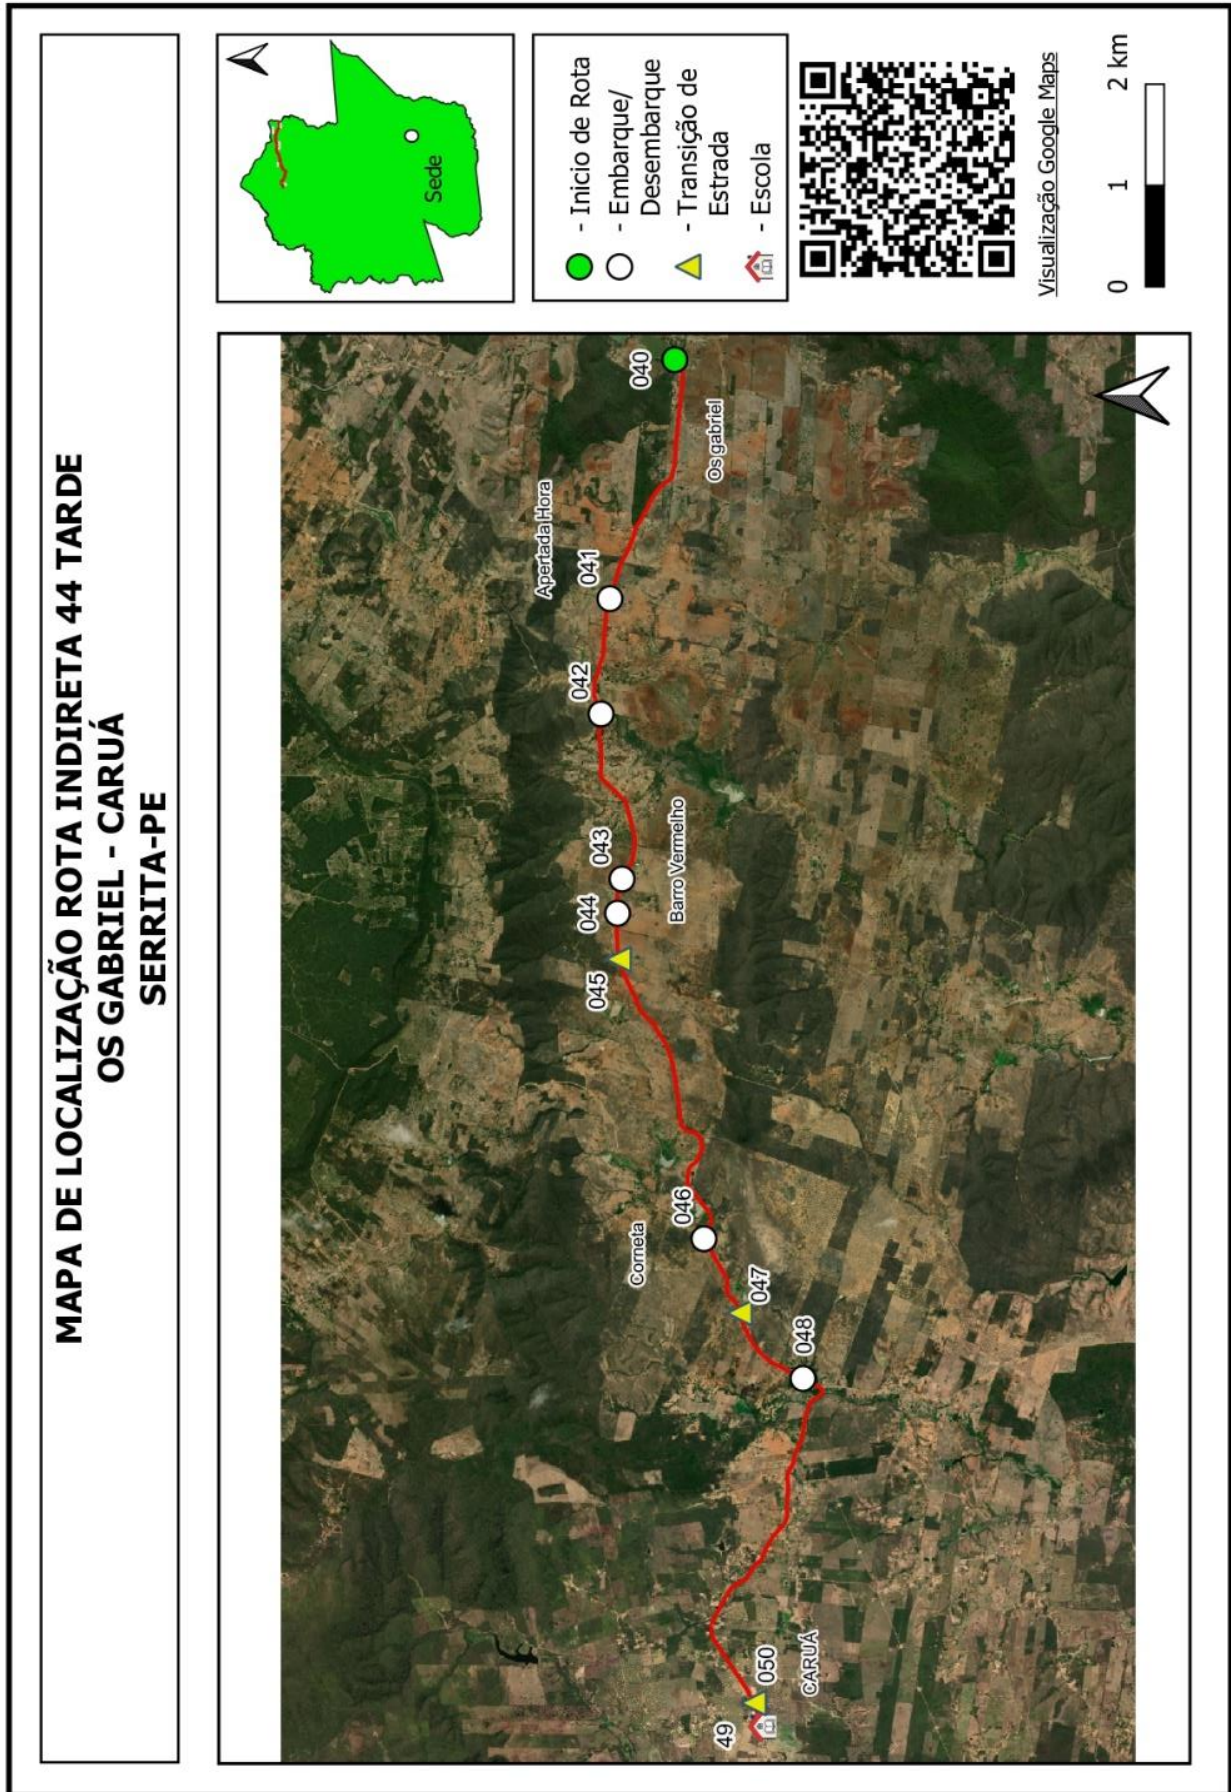 MAPA DE LOCALIZAÇÃO ROTA INDIRETA 44 TARDE
OS GABRIEL - CARUÁ
SERRITA-PE
Sede
- Inicio de Rota
- Embarque/
Desembarque
- Transição de
Estrada
- Escola
Visualização Google Maps
0 1 2 km
040
Os gabriel
Apertada Hora
041
042
043
044
Barro Vermelho
045
046
Corneta
047
048
050
CARUÁ
49